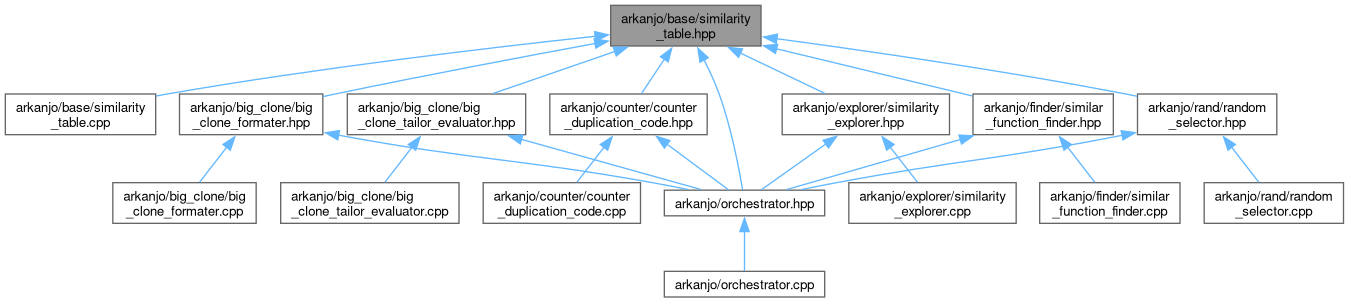 arkanjo/base/similarity
_table.hpp
arkanjo/base/similarity
_table.cpp
arkanjo/big_clone/big
_clone_formater.hpp
arkanjo/big_clone/big
_clone_tailor_evaluator.hpp
arkanjo/counter/counter
_duplication_code.hpp
arkanjo/explorer/similarity
_explorer.hpp
arkanjo/finder/similar
_function_finder.hpp
arkanjo/rand/random
_selector.hpp
arkanjo/big_clone/big
_clone_formater.cpp
arkanjo/big_clone/big
_clone_tailor_evaluator.cpp
arkanjo/counter/counter
_duplication_code.cpp
arkanjo/orchestrator.hpp
arkanjo/explorer/similarity
_explorer.cpp
arkanjo/finder/similar
_function_finder.cpp
arkanjo/rand/random
_selector.cpp
arkanjo/orchestrator.cpp